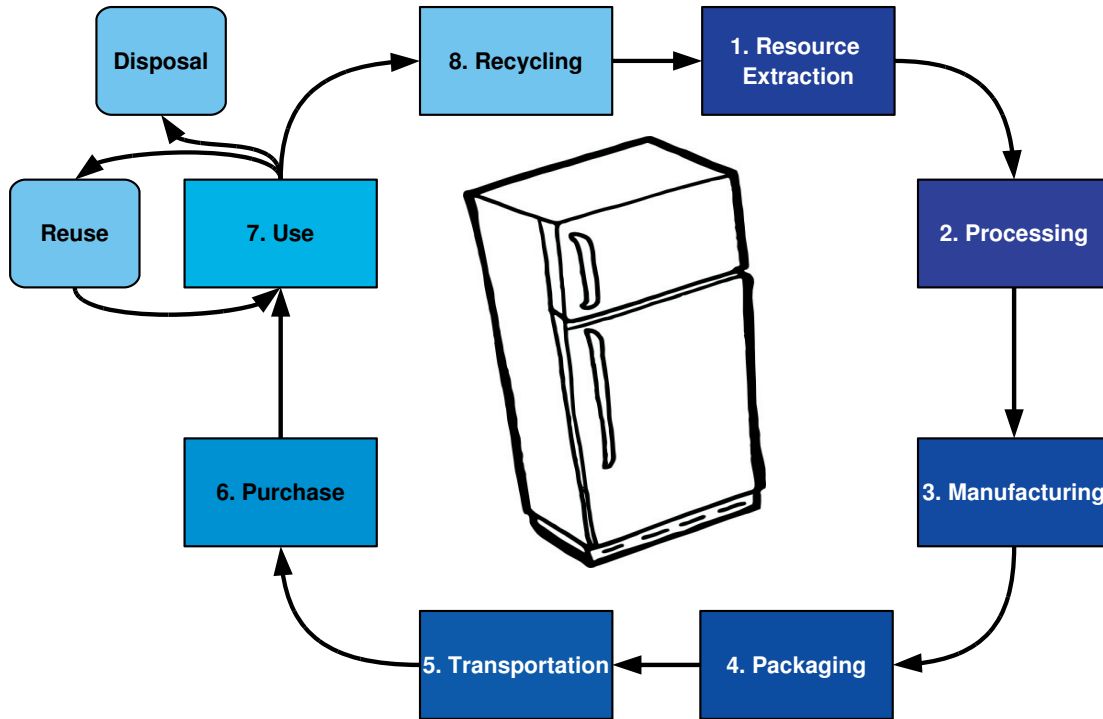 Disposal
8. Recycling
1. Resource
Extraction
Reuse
7. Use
2. Processing
6. Purchase
3. Manufacturing
5. Transportation
4. Packaging